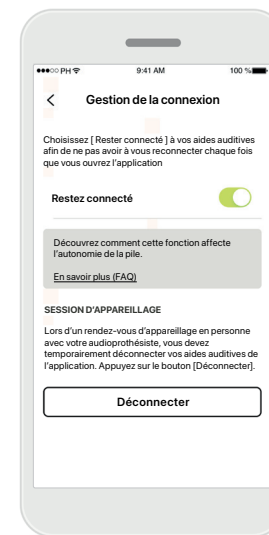 PH 9:41 AM 100 %
Gestion de la connexion
Choisissez [ Rester connecté ] à vos aides auditives
afin de ne pas avoir à vous reconnecter chaque fois
que vous ouvrez l’application
Restez connecté
Découvrez comment cette fonction affecte
l’autonomie de la pile.
En savoir plus (FAQ)
SESSION D’APPAREILLAGE
Lors d’un rendez-vous d’appareillage en personne
avec votre audioprothésiste, vous devez
temporairement déconnecter vos aides auditives de
l’application. Appuyez sur le bouton [Déconnecter].
Déconnecter